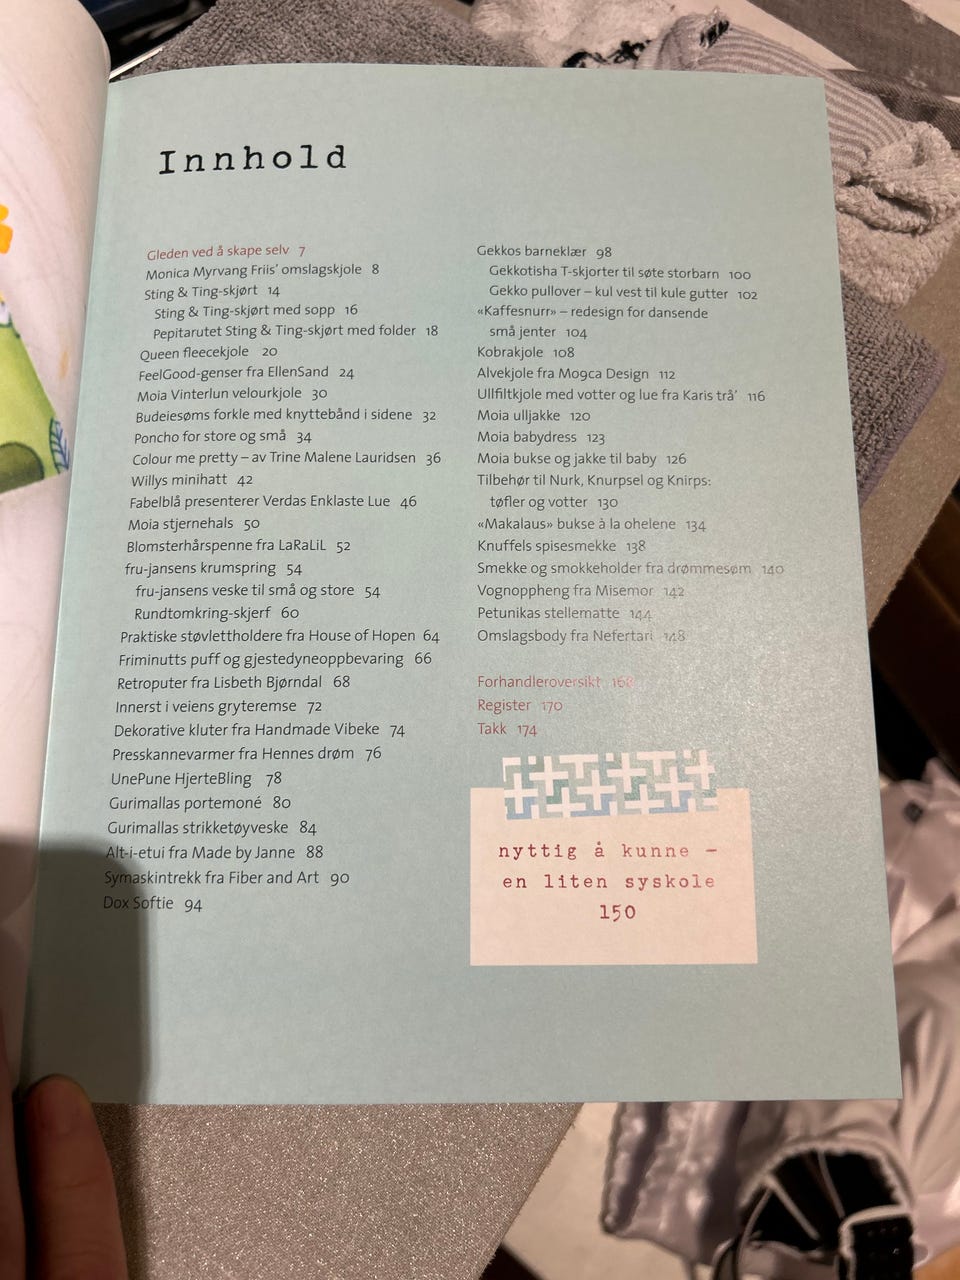 Innhold
Gleden ved å skape selv 7
Monica Myrvang Friis' omslagskjole 8
Sting & Ting-skjørt 14
Sting & Ting-skjørt med sopp 16
Pepitarutet Sting & Ting-skjørt med folder 18
Queen fleecekjole 20
FeelGood-genser fra EllenSand 24
Moia Vinterlun velourkjole 30
Budeiesøms forkle med knyttebånd i sidene 32
Poncho for store og små 34
Colour me pretty – av Trine Malene Lauridsen 36
Willys minihatt 42
Fabelblå presenterer Verdas Enklaste Lue 46
Moia stjernehals 50
Blomsterhårspenne fra LaRaLiL 52
fru-jansens krumspring 54
fru-jansens veske til små og store 54
Rundtomkring-skjerf 60
Praktiske støvlettholdere fra House of Hopen 64
Friminutts puff og gjestedyneoppbevaring 66
Retroputer fra Lisbeth Bjørndal 68
Innerst i veiens gryteremse 72
Dekorative kluter fra Handmade Vibeke 74
Presskannevarmer fra Hennes drøm 76
UnePune HjerteBling 78
Gurimallas portemoné 80
Gurimallas strikketøyveske 84
Alt-i-etui fra Made by Janne 88
Symaskintrekk fra Fiber and Art 90
Dox Softie 94
Gekkos barneklær 98
Gekkotisha T-skjorter til søte storbarn 100
Gekko pullover – kul vest til kule gutter 102
«Kaffesnurr» – redesign for dansende
små jenter 104
Kobrakjole 108
Alvekjole fra Mo9ca Design 112
Ullfiltkjole med votter og lue fra Karis trå' 116
Moia ulljakke 120
Moia babydress 123
Moia bukse og jakke til baby 126
Tilbehør til Nurk, Knurpsel og Knirps:
tøfler og votter 130
«Makalaus» bukse à la ohelene 134
Knuffels spisesmekke 138
Smekke og smokkeholder fra drømmesøm 140
Vognoppheng fra Misemor 142
Petunikas stellematte 144
Omslagsbody fra Nefertari 148
Forhandleroversikt 168
Register 170
Takk 174
nyttig å kunne –
en liten syskole
150